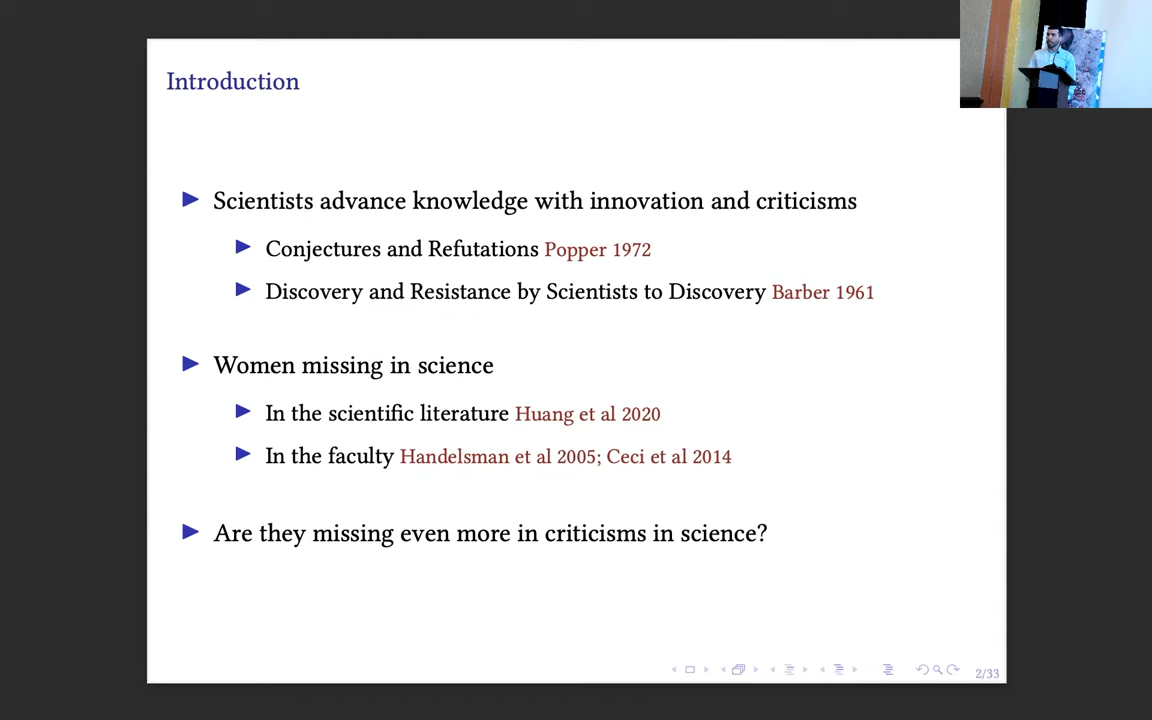 Introduction
Scientists advance knowledge with innovation and criticisms
Conjectures and Refutations Popper 1972
Discovery and Resistance by Scientists to Discovery Barber 1961
Women missing in science
In the scientific literature Huang et al 2020
In the faculty Handelsman et al 2005; Ceci et al 2014
Are they missing even more in criticisms in science?
2/33